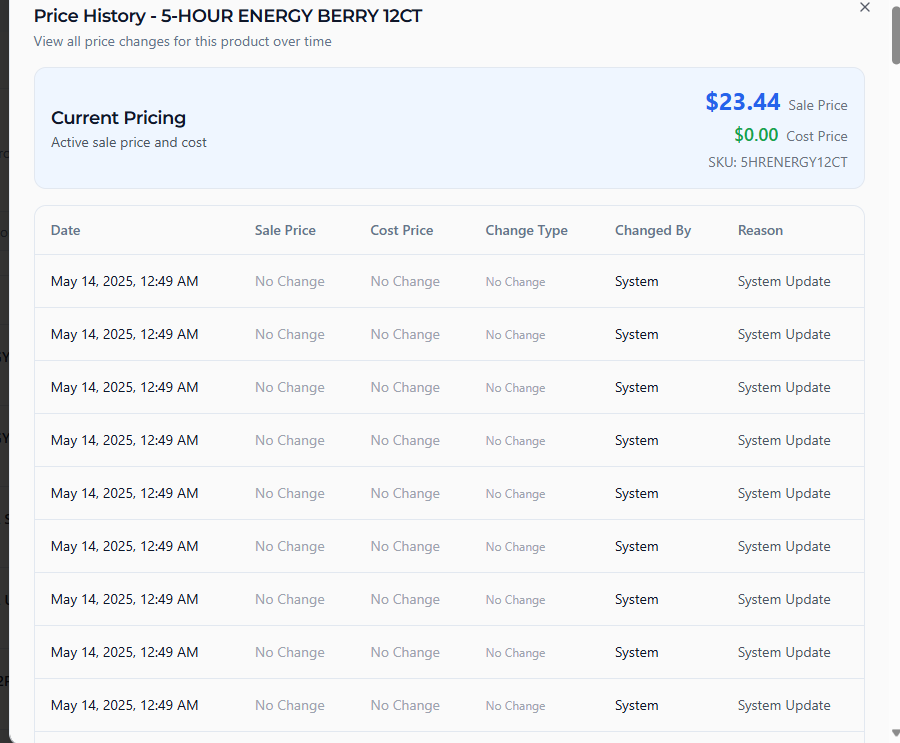 Price History - 5-HOUR ENERGY BERRY 12CT
View all price changes for this product over time
Current Pricing
Active sale price and cost
$23.44 Sale Price
$0.00 Cost Price
SKU: 5HRENERGY12CT
Date Sale Price Cost Price Change Type Changed By Reason
May 14, 2025, 12:49 AM No Change No Change No Change System System Update
May 14, 2025, 12:49 AM No Change No Change No Change System System Update
May 14, 2025, 12:49 AM No Change No Change No Change System System Update
May 14, 2025, 12:49 AM No Change No Change No Change System System Update
May 14, 2025, 12:49 AM No Change No Change No Change System System Update
May 14, 2025, 12:49 AM No Change No Change No Change System System Update
May 14, 2025, 12:49 AM No Change No Change No Change System System Update
May 14, 2025, 12:49 AM No Change No Change No Change System System Update
May 14, 2025, 12:49 AM No Change No Change No Change System System Update